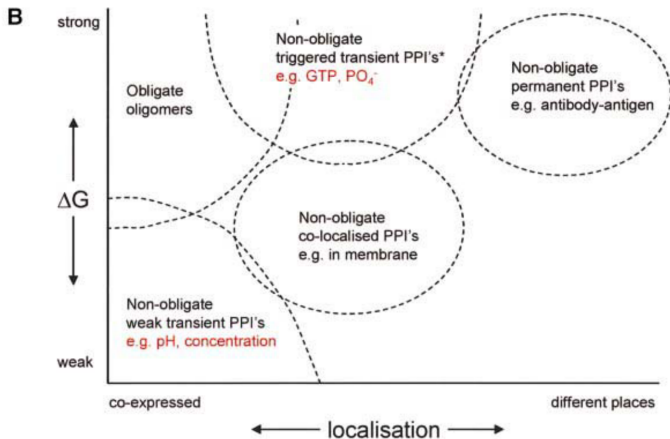 B
strong
Non-obligate
triggered transient PPI's*
e.g. GTP, PO₄⁻
Non-obligate
permanent PPI's
e.g. antibody-antigen
Obligate
oligomers
ΔG
Non-obligate
co-localised PPI's
e.g. in membrane
Non-obligate
weak transient PPI's
e.g. pH, concentration
weak
co-expressed
different places
localisation